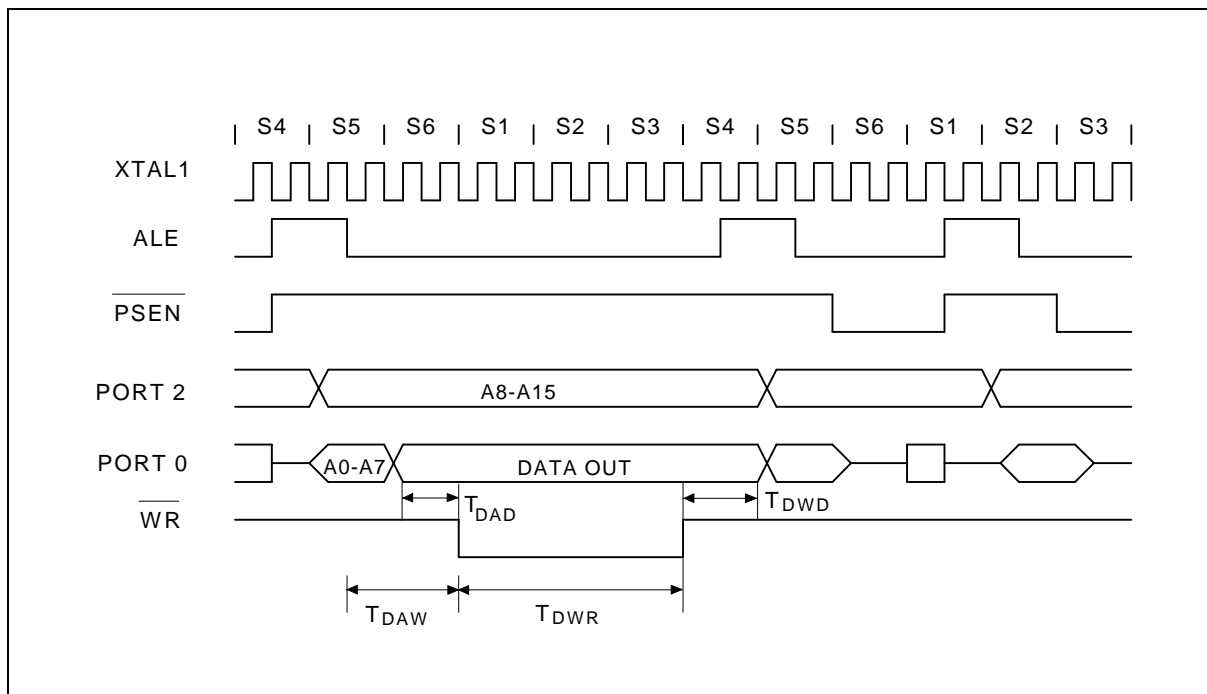 | S4 | S5 | S6 | S1 | S2 | S3 | S4 | S5 | S6 | S1 | S2 | S3 |
XTAL1
ALE
PSEN
PORT 2 A8-A15
PORT 0 A0-A7 DATA OUT
WR TDAD TDWD
TDAW TDWR